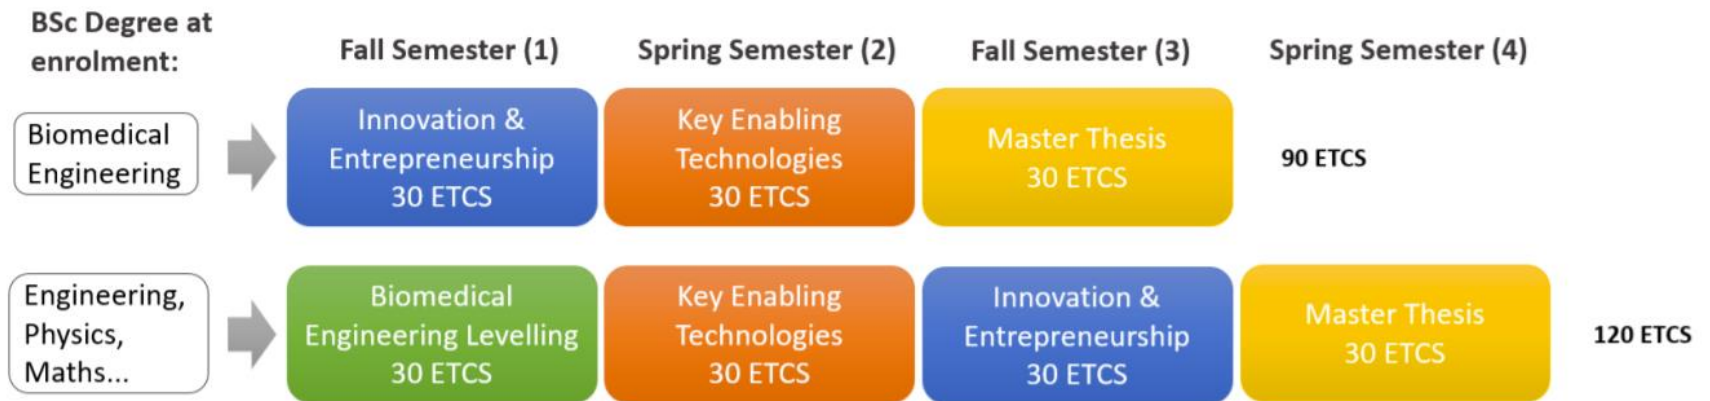 BSc Degree at
enrolment:
Fall Semester (1)
Spring Semester (2)
Fall Semester (3)
Spring Semester (4)
Biomedical
Engineering
Innovation &
Entrepreneurship
30 ETCS
Key Enabling
Technologies
30 ETCS
Master Thesis
30 ETCS
90 ETCS
Engineering,
Physics,
Maths...
Biomedical
Engineering Levelling
30 ETCS
Key Enabling
Technologies
30 ETCS
Innovation &
Entrepreneurship
30 ETCS
Master Thesis
30 ETCS
120 ETCS